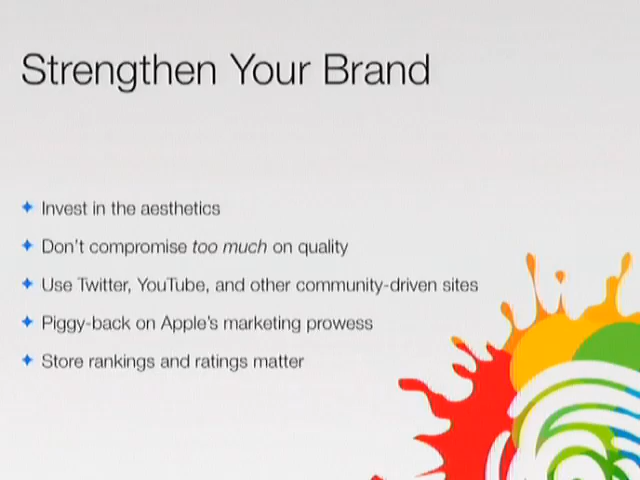 Strengthen Your Brand
Invest in the aesthetics
Don't compromise too much on quality
Use Twitter, YouTube, and other community-driven sites
Piggy-back on Apple's marketing prowess
Store rankings and ratings matter